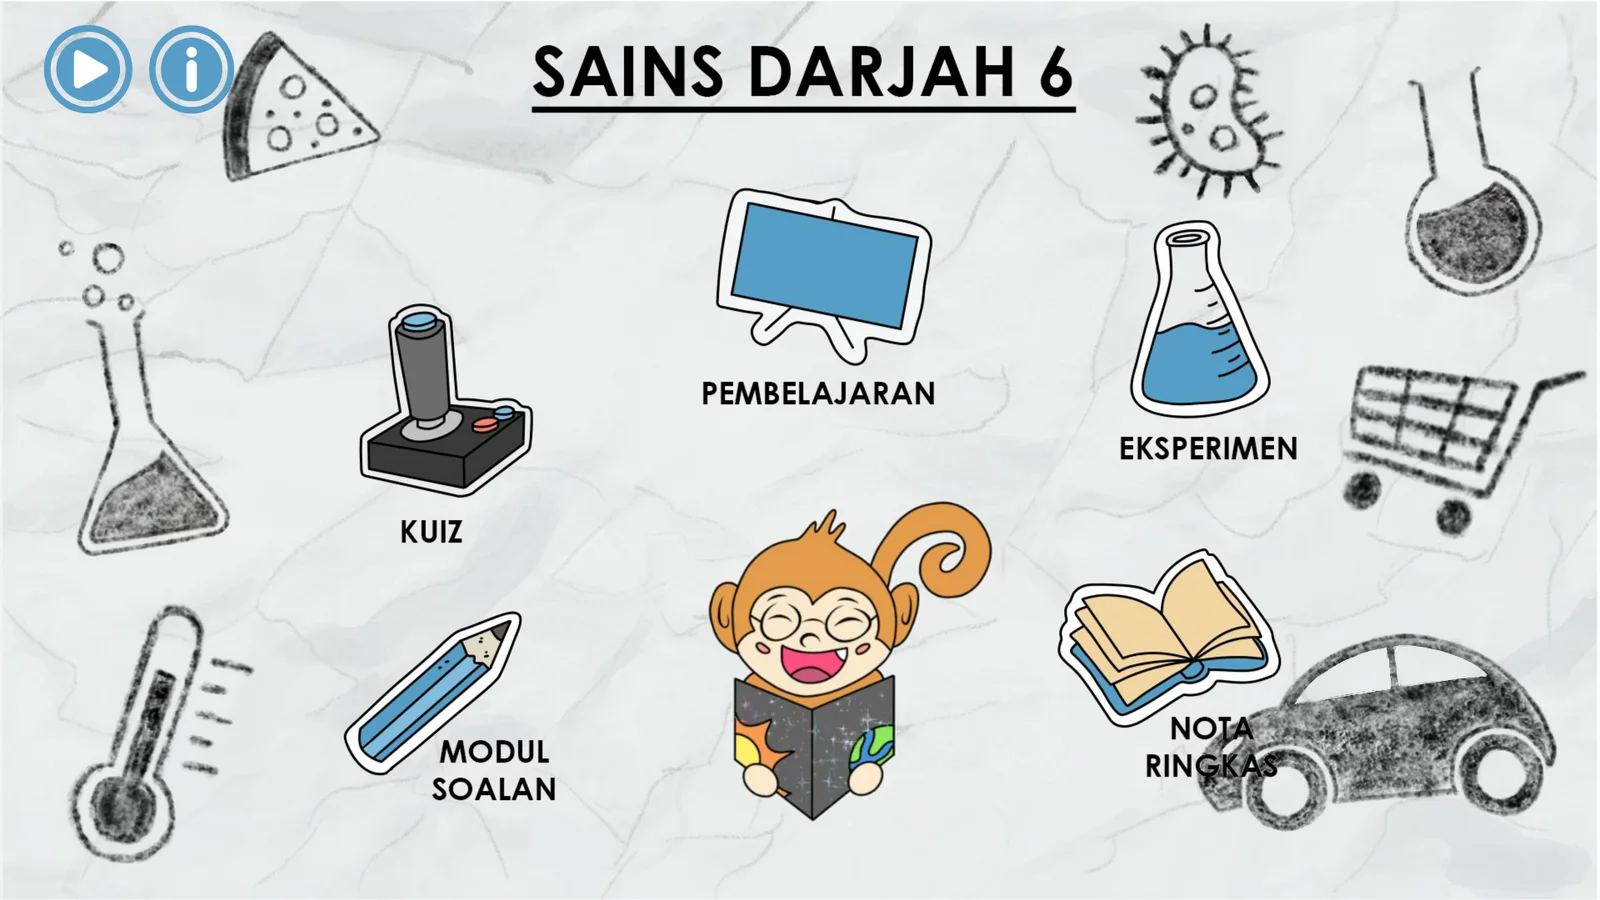 SAINS DARJAH 6
PEMBELAJARAN
EKSPERIMEN
KUIZ
MODUL
SOALAN
NOTA
RINGKAS